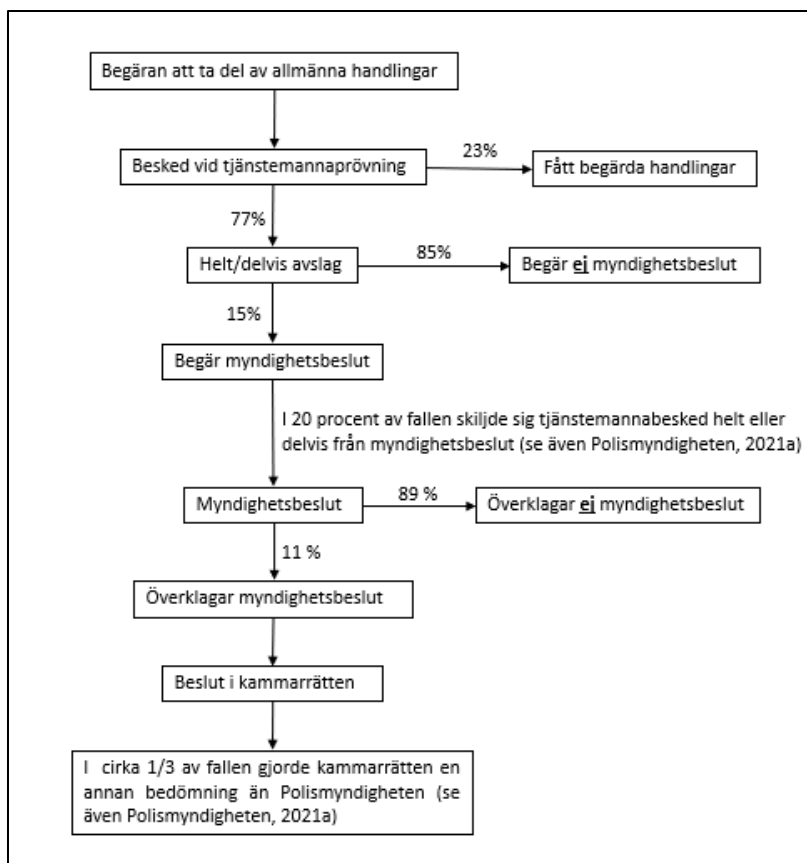 Begäran att ta del av allmänna handlingar
Besked vid tjänstemannaprövning
23%
Fått begärda handlingar
77%
Helt/delvis avslag
85%
Begär ej myndighetsbeslut
15%
Begär myndighetsbeslut
I 20 procent av fallen skiljde sig tjänstemannabesked helt eller
delvis från myndighetsbeslut (se även Polismyndigheten, 2021a)
Myndighetsbeslut
89 %
Överklagar ej myndighetsbeslut
11 %
Överklagar myndighetsbeslut
Beslut i kammarrätten
I cirka 1/3 av fallen gjorde kammarrätten en
annan bedömning än Polismyndigheten (se
även Polismyndigheten, 2021a)